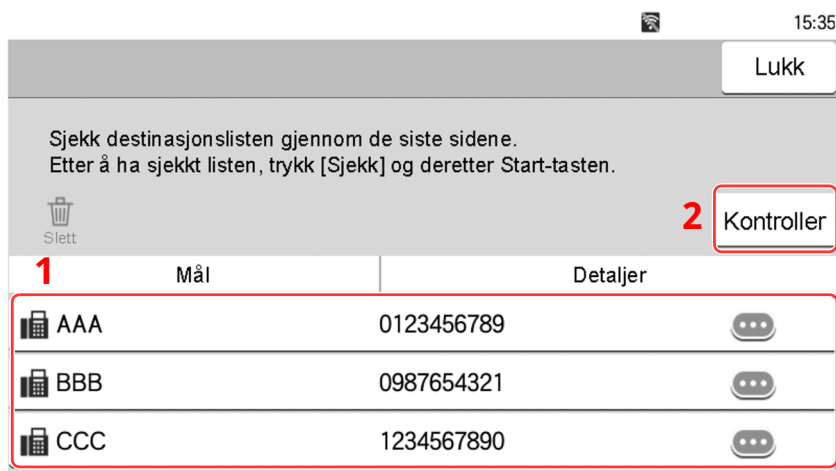 15:35
Lukk
Sjekk destinasjonslisten gjennom de siste sidene.
Etter å ha sjekkt listen, trykk [Sjekk] og deretter Start-tasten.
Slett
2 Kontroller
1 Mål Detaljer
AAA 0123456789
BBB 0987654321
CCC 1234567890